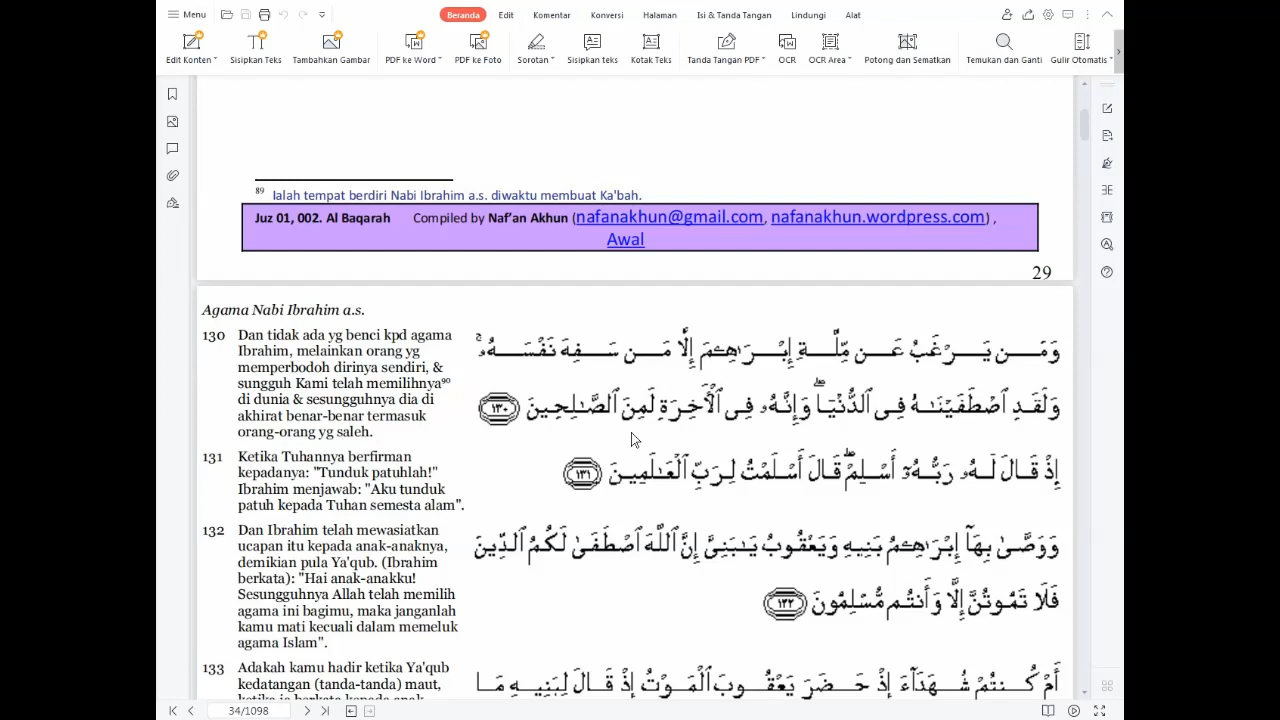 Menu
Beranda Edit Komentar Konversi Halaman Isi & Tanda Tangan Lindungi Alat
Edit Konten Sisipkan Teks Tambahkan Gambar PDF ke Word PDF ke Foto Sorotan Sisipkan teks Kotak Teks Tanda Tangan PDF OCR OCR Area Potong dan Sematkan Temukan dan Ganti Gulir Otomatis
89 Ialah tempat berdiri Nabi Ibrahim a.s. diwaktu membuat Ka'bah.
Juz 01, 002. Al Baqarah Compiled by Naf'an Akhun (nafanakhun@gmail.com, nafanakhun.wordpress.com) ,
Awal
29
Agama Nabi Ibrahim a.s.
130 Dan tidak ada yg benci kpd agama
Ibrahim, melainkan orang yg
memperbodoh dirinya sendiri, &
sungguh Kami telah memilihnya90
di dunia & sesungguhnya dia di
akhirat benar-benar termasuk
orang-orang yg saleh.
وَمَن يَرْغَبُ عَن مِّلَّةِ إِبْرَٰهِـۧمَ إِلَّا مَن سَفِهَ نَفْسَهُۥ ۚ
وَلَقَدِ ٱصْطَفَيْنَـٰهُ فِى ٱلدُّنْيَا ۖ وَإِنَّهُۥ فِى ٱلْـَٔاخِرَةِ لَمِنَ ٱلصَّـٰلِحِينَ ١٣٠
131 Ketika Tuhannya berfirman
kepadanya: "Tunduk patuhlah!"
Ibrahim menjawab: "Aku tunduk
patuh kepada Tuhan semesta alam".
إِذْ قَالَ لَهُۥ رَبُّهُۥٓ أَسْلِمْ ۖ قَالَ أَسْلَمْتُ لِرَبِّ ٱلْعَـٰلَمِينَ ١٣١
132 Dan Ibrahim telah mewasiatkan
ucapan itu kepada anak-anaknya,
demikian pula Ya'qub. (Ibrahim
berkata): "Hai anak-anakku!
Sesungguhnya Allah telah memilih
agama ini bagimu, maka janganlah
kamu mati kecuali dalam memeluk
agama Islam".
وَوَصَّىٰ بِهَآ إِبْرَٰهِـۧمُ بَنِيهِ وَيَعْقُوبُ يَـٰبَنِىَّ إِنَّ ٱللَّهَ ٱصْطَفَىٰ لَكُمُ ٱلدِّينَ
فَلَا تَمُوتُنَّ إِلَّا وَأَنتُم مُّسْلِمُونَ ١٣٢
133 Adakah kamu hadir ketika Ya'qub
kedatangan (tanda-tanda) maut,
ketika ia berkata kepada anak-
أَمْ كُنتُمْ شُهَدَآءَ إِذْ حَضَرَ يَعْقُوبَ ٱلْمَوْتُ إِذْ قَالَ لِبَنِيهِ مَا
34/1098